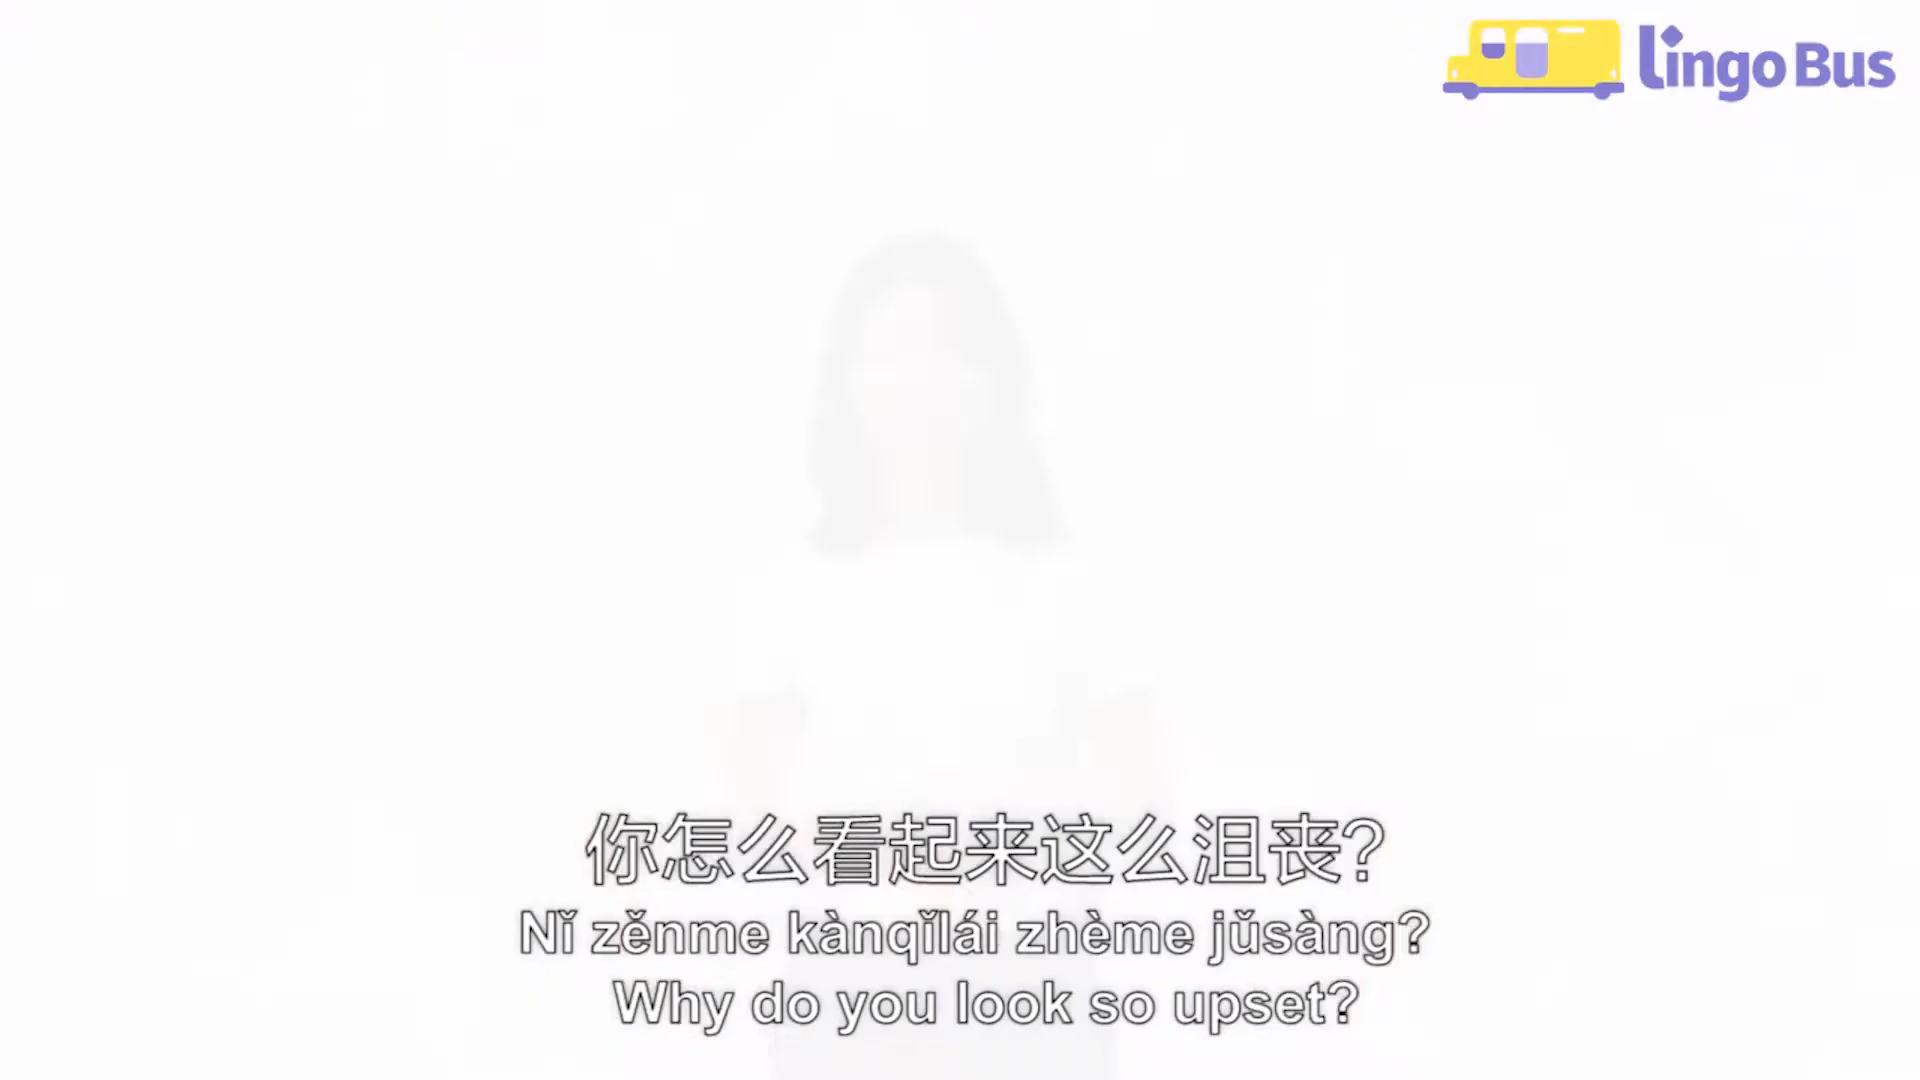 Lingo Bus
你怎么看起来这么沮丧?
Nǐ zěnme kànqǐlái zhème jǔsàng?
Why do you look so upset?